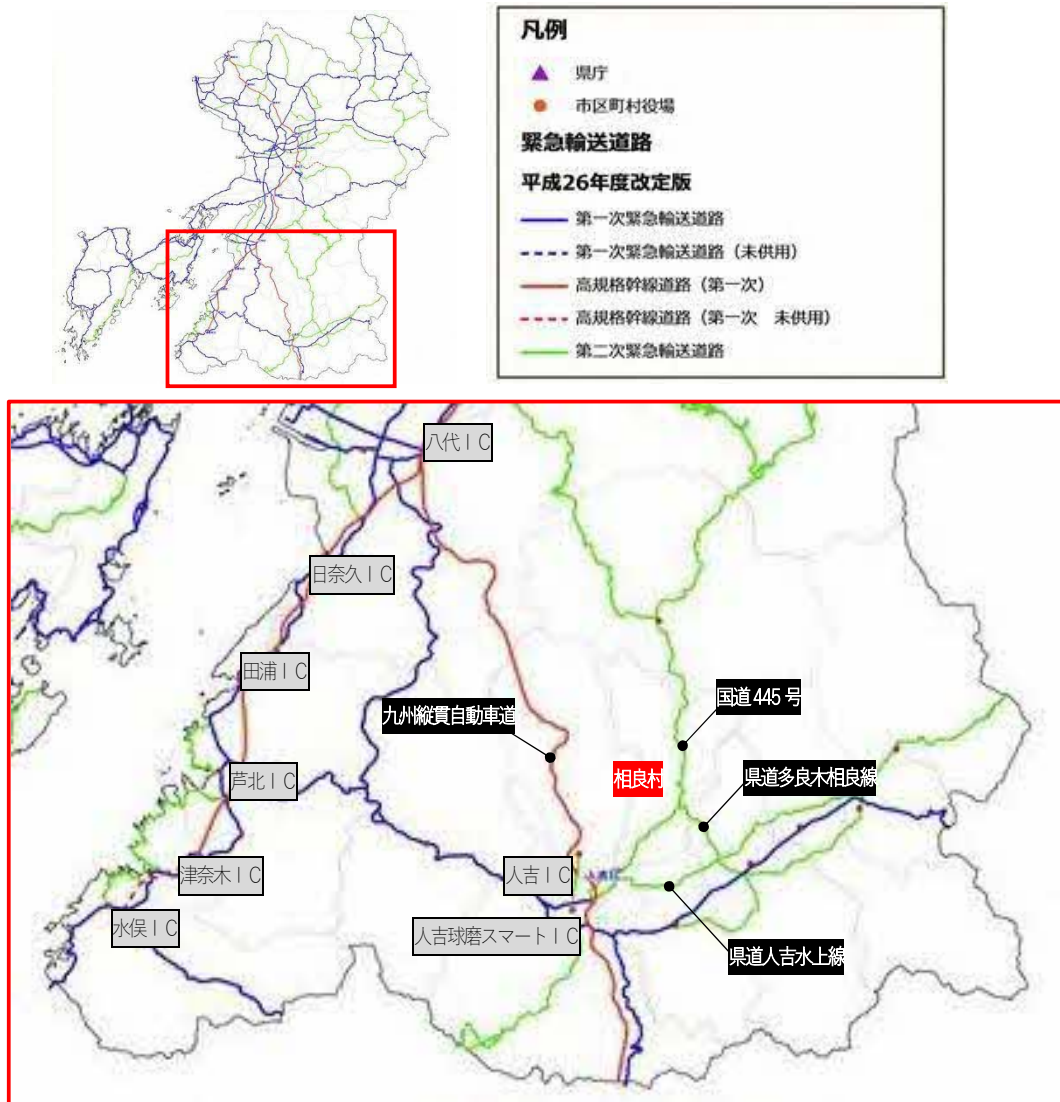 凡例
県庁
市区町村役場
緊急輸送道路
平成26年度改定版
第一次緊急輸送道路
第一次緊急輸送道路（未供用）
高規格幹線道路（第一次）
高規格幹線道路（第一次　未供用）
第二次緊急輸送道路
八代ＩＣ
日奈久ＩＣ
田浦ＩＣ
国道445号
九州縦貫自動車道
相良村
県道多良木相良線
芦北ＩＣ
津奈木ＩＣ
人吉ＩＣ
水俣ＩＣ
人吉球磨スマートＩＣ
県道人吉水上線